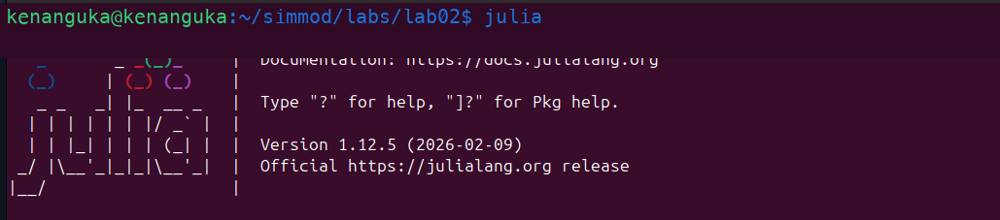 kenanguka@kenanguka:~/simmod/labs/lab02$ julia
   _       _ _(_)_     |  Documentation: https://docs.julialang.org
  (_)     | (_) (_)    |
   _ _   _| |_  __ _   |  Type "?" for help, "]?" for Pkg help.
  | | | | | | |/ _` |  |
  | | |_| | | | (_| |  |  Version 1.12.5 (2026-02-09)
 _/ |\__'_|_|_|\__'_|  |  Official https://julialang.org release
|__/                   |